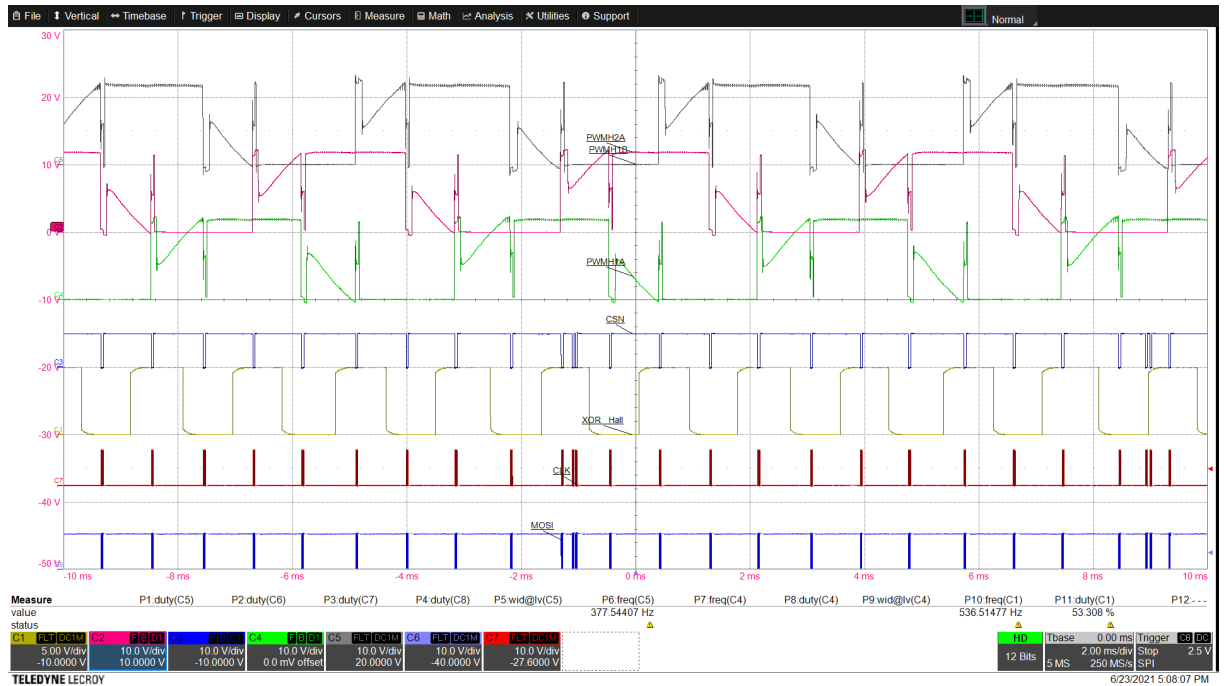 File Vertical Timebase Trigger Display Cursors Measure Math Analysis Utilities Support Normal
30 V
20 V
PWMH2A
PWMH1B
10 V
0 V
PWMH1A
-10 V
C4
CSN
C3
-20 V
XOR_Hall
-30 V
CLK
C7
-40 V
MOSI
-50 V
-10 ms -8 ms -6 ms -4 ms -2 ms 0 ms 2 ms 4 ms 6 ms 8 ms 10 ms
Measure P1:duty(C5) P2:duty(C6) P3:duty(C7) P4:duty(C8) P5:wid@lv(C5) P6:freq(C5) P7:freq(C4) P8:duty(C4) P9:wid@lv(C4) P10:freq(C1) P11:duty(C1) P12:---
value 377.54407 Hz 536.51477 Hz 53.308 %
status
C1 FLT DC1M C2 F B D1 C3 C4 F B D1 C5 FLT DC1M C6 FLT DC1M C7 FLT DC1M HD Tbase 0.00 ms Trigger C6 DC
5.00 V/div 10.0 V/div 10.0 V/div 10.0 V/div 10.0 V/div 10.0 V/div 10.0 V/div 12 Bits 2.00 ms/div Stop 2.5 V
-10.0000 V 10.0000 V -10.0000 V 0.0 mV offset 20.0000 V -40.0000 V -27.6000 V 5 MS 250 MS/s SPI
TELEDYNE LECROY 6/23/2021 5:08:07 PM